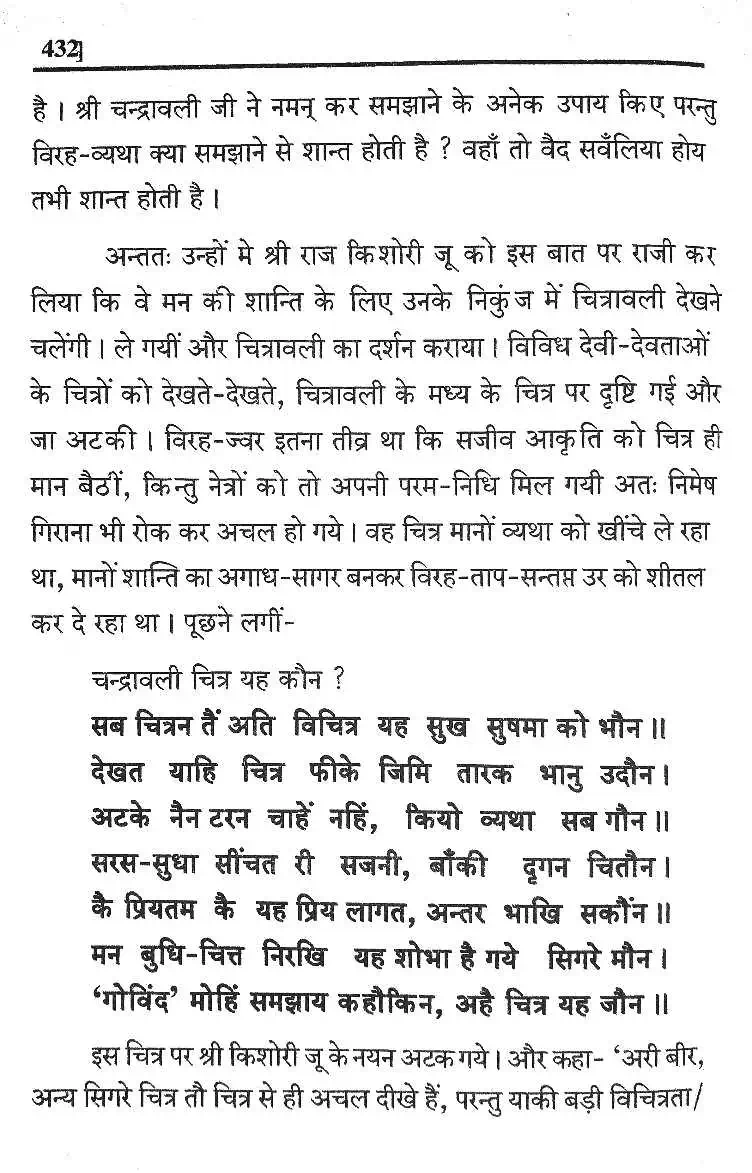 432]
है। श्री चन्द्रावली जी ने नमन् कर समझाने के अनेक उपाय किए परन्तु
विरह-व्यथा क्या समझाने से शान्त होती है ? वहाँ तो वैद सवँलिया होय
तभी शान्त होती है।
अन्ततः उन्हों मे श्री राज किशोरी जू को इस बात पर राजी कर
लिया कि वे मन की शान्ति के लिए उनके निकुंज में चित्रावली देखने
चलेंगी। ले गयीं और चित्रावली का दर्शन कराया। विविध देवी-देवताओं
के चित्रों को देखते-देखते, चित्रावली के मध्य के चित्र पर दृष्टि गई और
जा अटकी। विरह-ज्वर इतना तीव्र था कि सजीव आकृति को चित्र ही
मान बैठीं, किन्तु नेत्रों को तो अपनी परम-निधि मिल गयी अतः निमेष
गिराना भी रोक कर अचल हो गये। वह चित्र मानों व्यथा को खींचे ले रहा
था, मानों शान्ति का अगाध-सागर बनकर विरह-ताप-सन्तप्त उर को शीतल
कर दे रहा था। पूछने लगीं-
चन्द्रावली चित्र यह कौन ?
सब चित्रन तैं अति विचित्र यह सुख सुषमा को भौन॥
देखत याहि चित्र फीके जिमि तारक भानु उदौन।
अटके नैन टरन चाहें नहिं, कियो व्यथा सब गौन॥
सरस-सुधा सींचत री सजनी, बाँकी दृगन चितौन।
कै प्रियतम कै यह प्रिय लागत, अन्तर भाखि सकौंन॥
मन बुधि-चित्त निरखि यह शोभा है गये सिगरे मौन।
‘गोविंद’ मोहिं समझाय कहौकिन, अहै चित्र यह जौन॥
इस चित्र पर श्री किशोरी जू के नयन अटक गये। और कहा- ‘अरी बीर,
अन्य सिगरे चित्र तौ चित्र से ही अचल दीखे हैं, परन्तु याकी बड़ी विचित्रता/